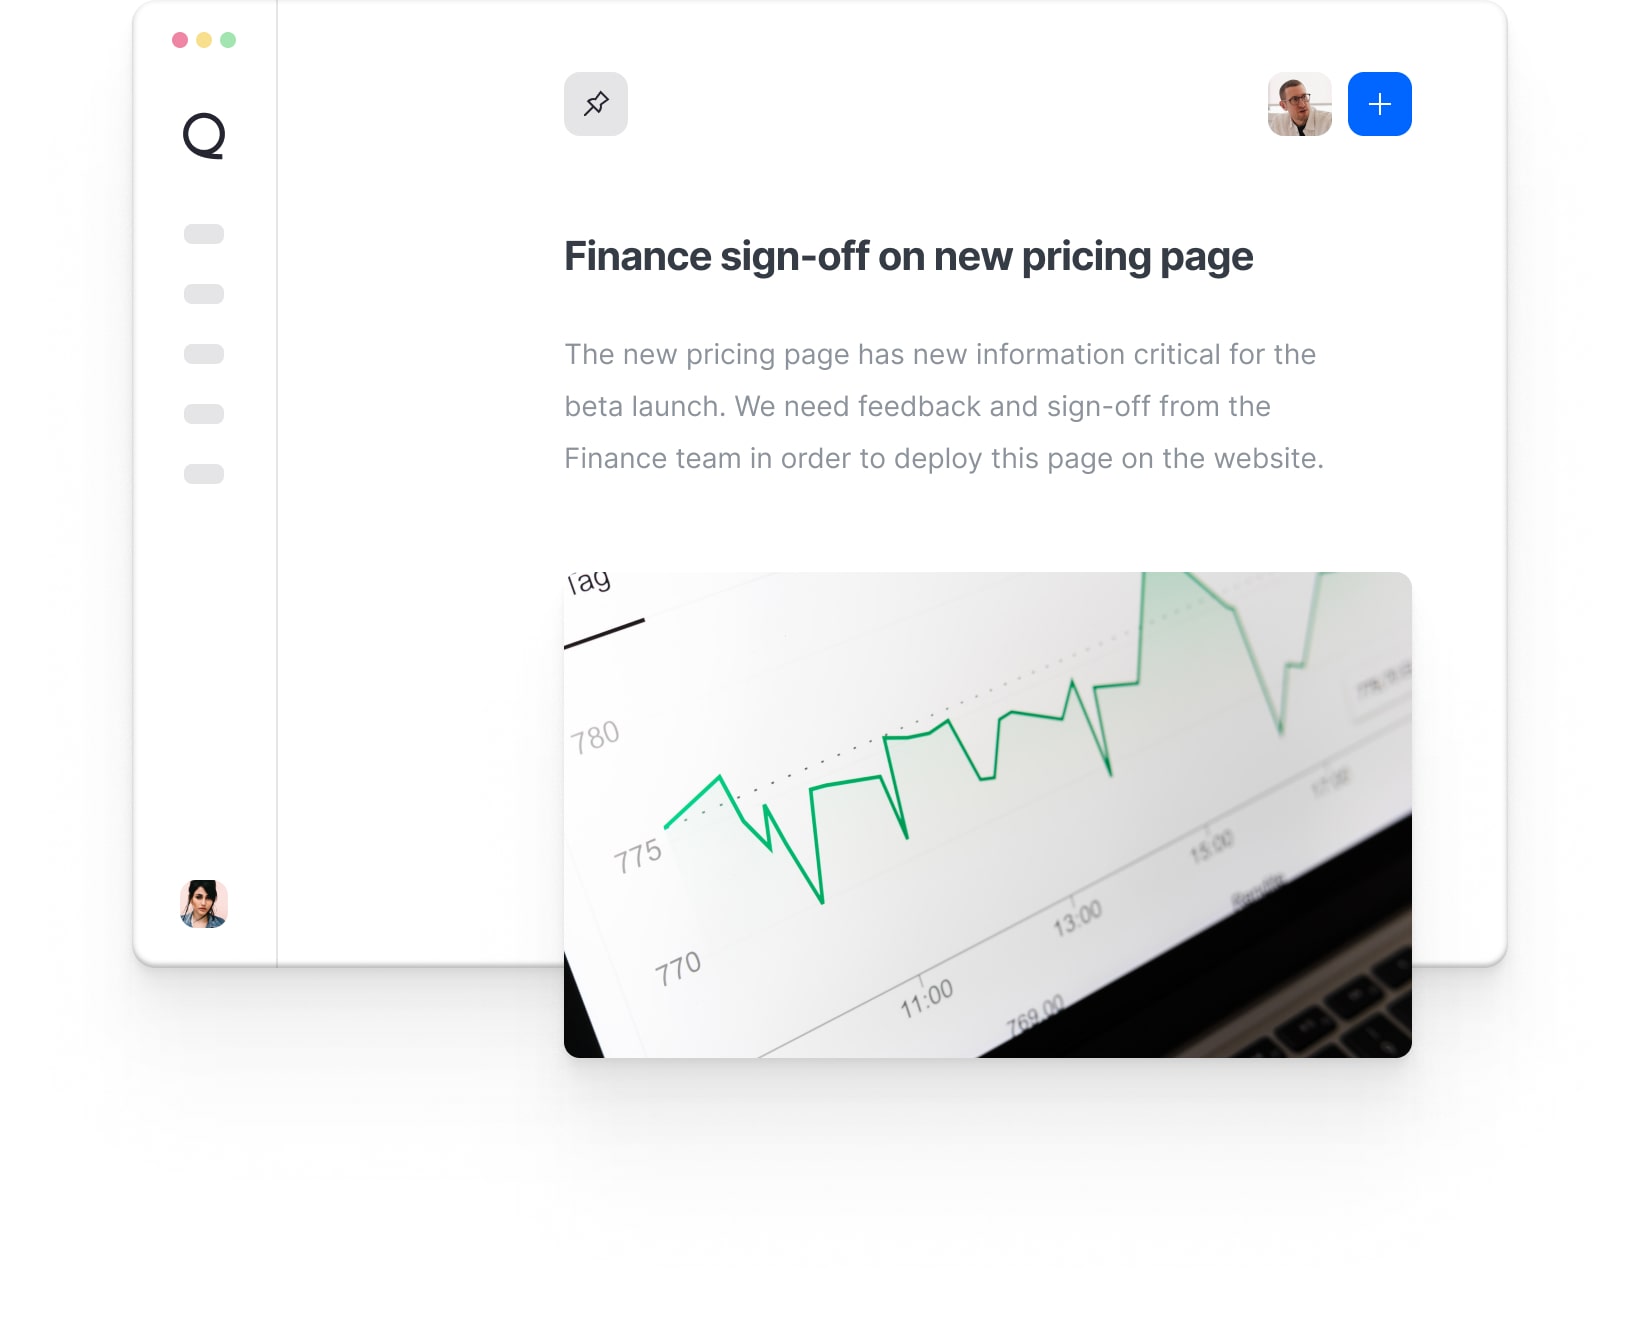 Q
Finance sign-off on new pricing page
The new pricing page has new information critical for the
beta launch. We need feedback and sign-off from the
Finance team in order to deploy this page on the website.
Tag
780
775
770
11:00
13:00
15:00
17:00
769.00